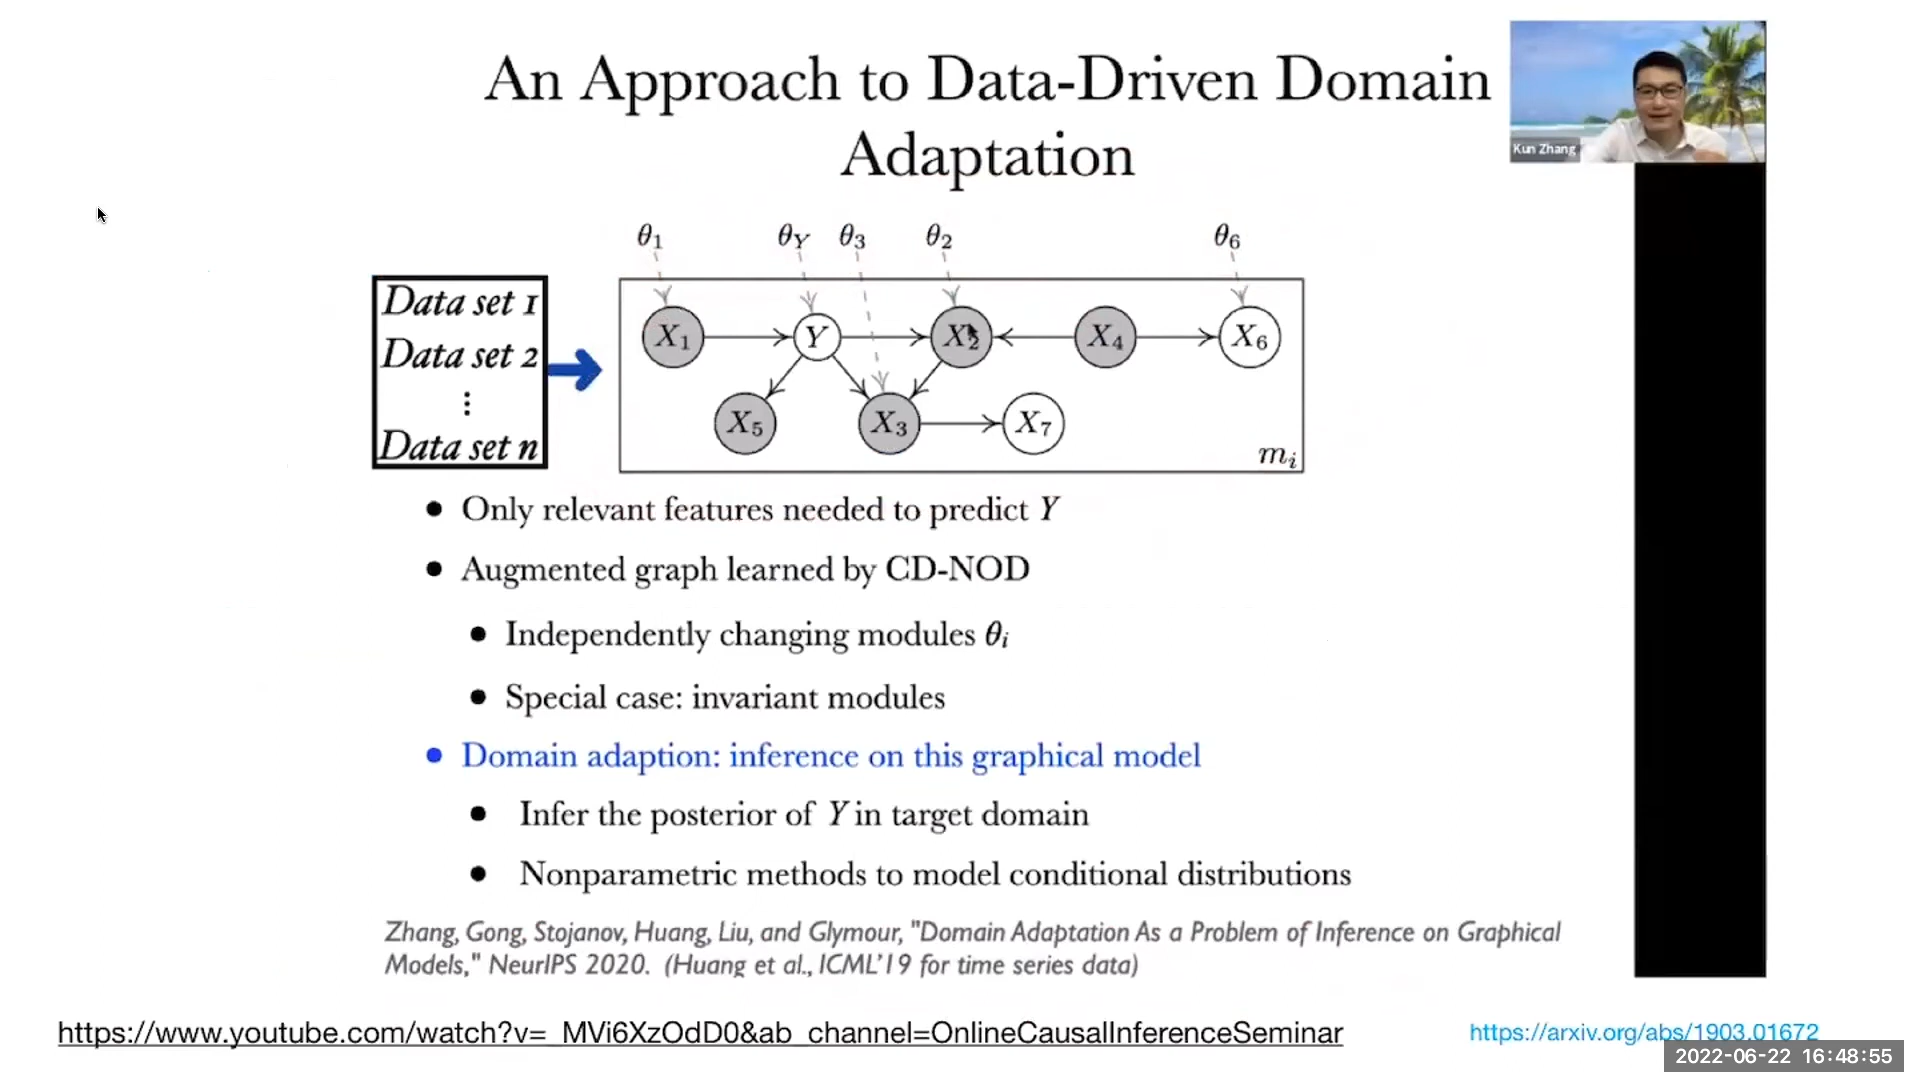 An Approach to Data-Driven Domain
Adaptation
Kun Zhang
θ1 θY θ3 θ2 θ6
Data set 1
Data set 2
⋮
Data set n
X1 Y X2 X4 X6
X5 X3 X7
mi
• Only relevant features needed to predict Y
• Augmented graph learned by CD-NOD
• Independently changing modules θi
• Special case: invariant modules
• Domain adaption: inference on this graphical model
• Infer the posterior of Y in target domain
• Nonparametric methods to model conditional distributions
Zhang, Gong, Stojanov, Huang, Liu, and Glymour, "Domain Adaptation As a Problem of Inference on Graphical
Models," NeurIPS 2020. (Huang et al., ICML'19 for time series data)
https://www.youtube.com/watch?v=_MVi6XzOdD0&ab_channel=OnlineCausalInferenceSeminar
https://arxiv.org/abs/1903.01672
2022-06-22 16:48:55